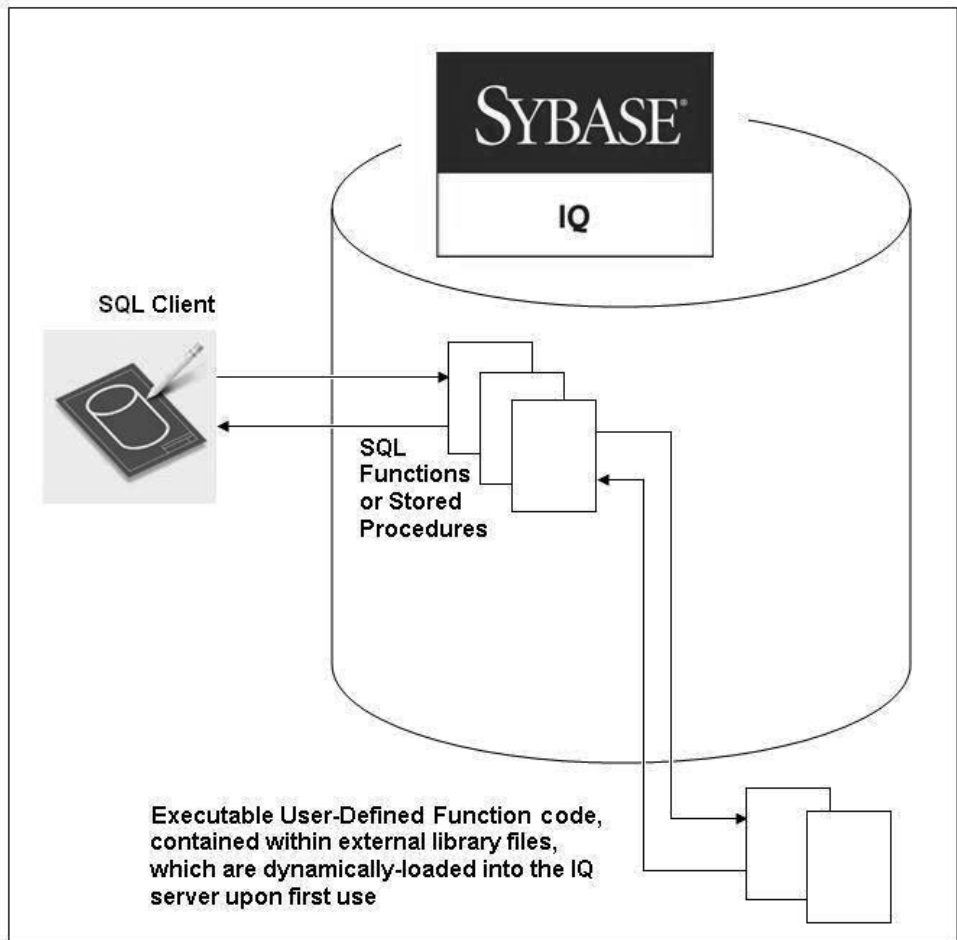 SYBASE®
IQ
SQL Client
SQL
Functions
or Stored
Procedures
Executable User-Defined Function code,
contained within external library files,
which are dynamically-loaded into the IQ
server upon first use